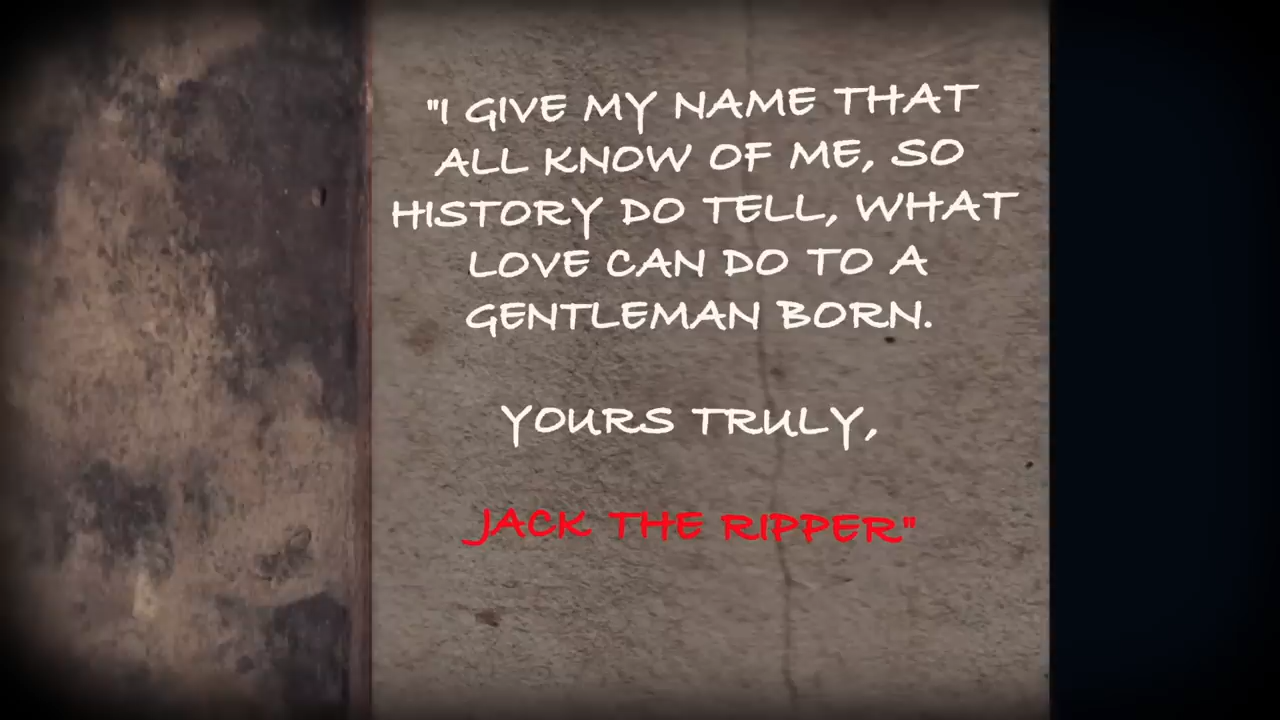 "I GIVE MY NAME THAT
ALL KNOW OF ME, SO
HISTORY DO TELL, WHAT
LOVE CAN DO TO A
GENTLEMAN BORN.
YOURS TRULY,
JACK THE RIPPER"